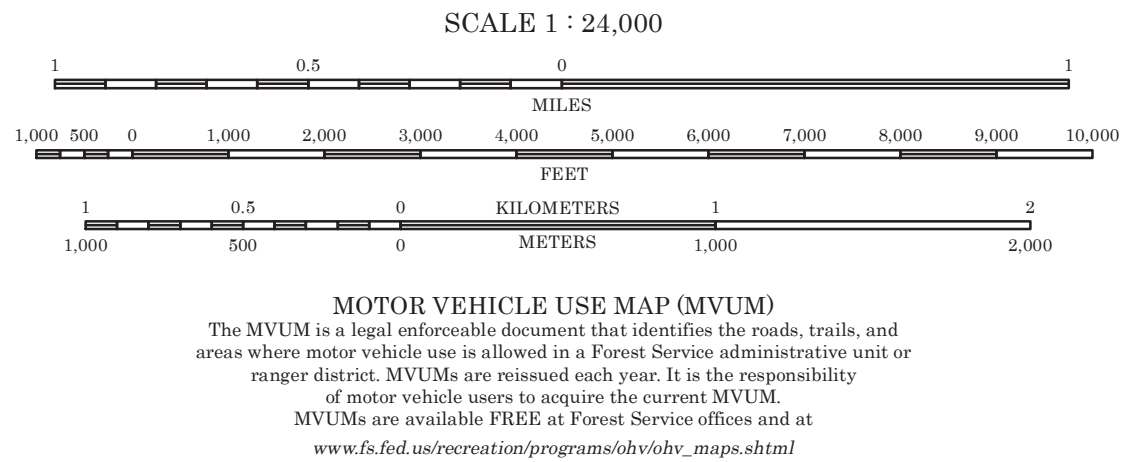 SCALE 1 : 24,000
1 0.5 0 1
MILES
1,000 500 0 1,000 2,000 3,000 4,000 5,000 6,000 7,000 8,000 9,000 10,000
FEET
1 0.5 0 KILOMETERS 1 2
1,000 500 0 METERS 1,000 2,000
MOTOR VEHICLE USE MAP (MVUM)
The MVUM is a legal enforceable document that identifies the roads, trails, and
areas where motor vehicle use is allowed in a Forest Service administrative unit or
ranger district. MVUMs are reissued each year. It is the responsibility
of motor vehicle users to acquire the current MVUM.
MVUMs are available FREE at Forest Service offices and at
www.fs.fed.us/recreation/programs/ohv/ohv_maps.shtml